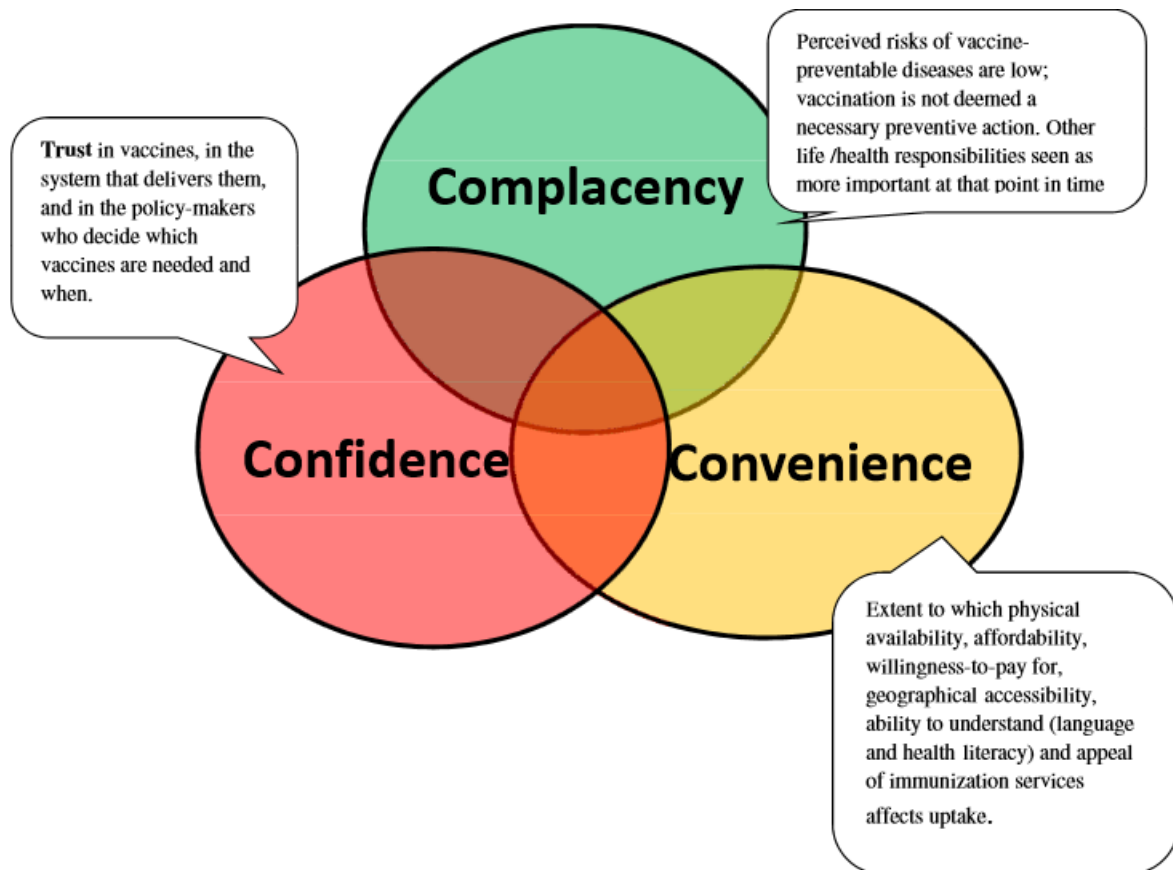 Perceived risks of vaccine-
preventable diseases are low;
vaccination is not deemed a
necessary preventive action. Other
life /health responsibilities seen as
more important at that point in time
Trust in vaccines, in the
system that delivers them,
and in the policy-makers
who decide which
vaccines are needed and
when.
Complacency
Confidence
Convenience
Extent to which physical
availability, affordability,
willingness-to-pay for,
geographical accessibility,
ability to understand (language
and health literacy) and appeal
of immunization services
affects uptake.